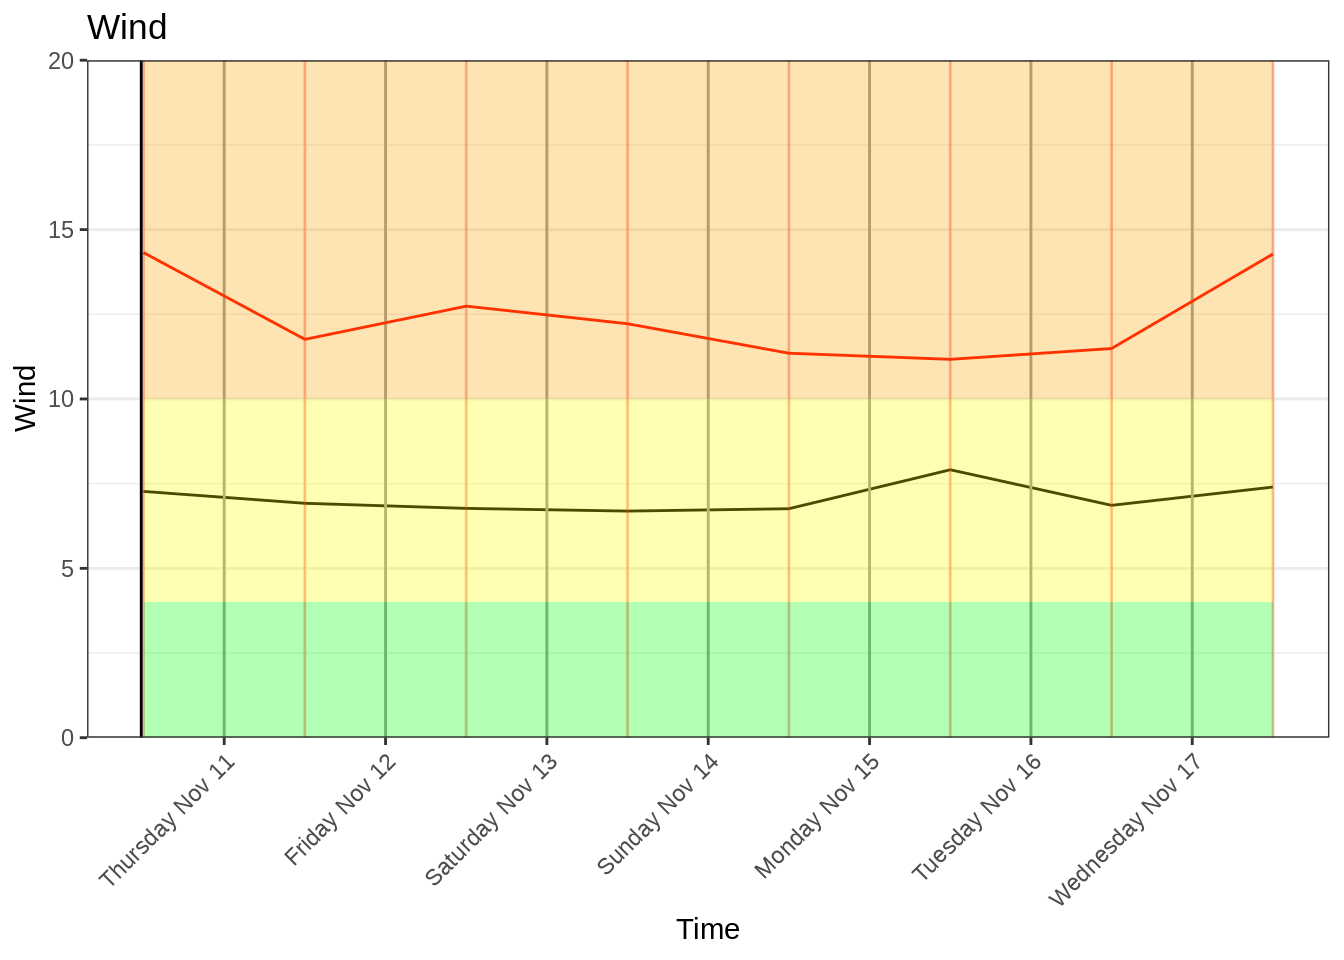 Wind
20
15
10
5
0
Wind
Thursday Nov 11
Friday Nov 12
Saturday Nov 13
Sunday Nov 14
Monday Nov 15
Tuesday Nov 16
Wednesday Nov 17
Time